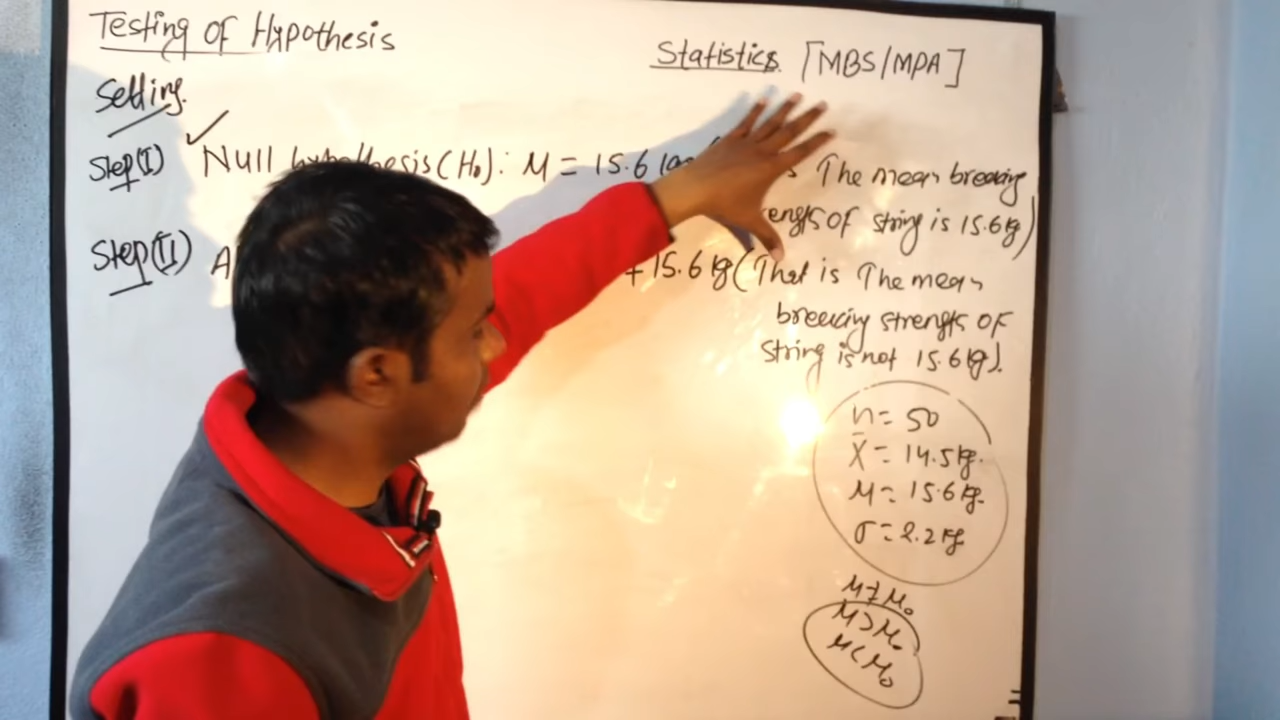 Testing of Hypothesis
Statistics [MBS/MPA]
Setting.
Step(I) Null hypothesis (H₀): M = 15.6 The mean breaking
of string is 15.6 kg)
Step(II) 15.6 kg (That is The mean
breaking strength of
string is not 15.6 kg).
n = 50
x̄ = 14.5 kg.
μ = 15.6 kg.
σ = 2.2 kg
μ ≠ μ₀
μ > μ₀
μ < μ₀